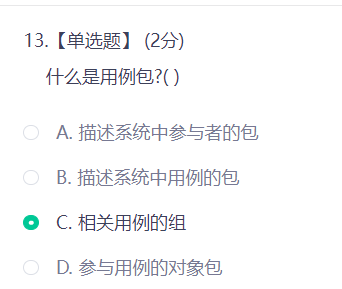 13.【单选题】 (2分)
什么是用例包?( )
A. 描述系统中参与者的包
B. 描述系统中用例的包
C. 相关用例的组
D. 参与用例的对象包